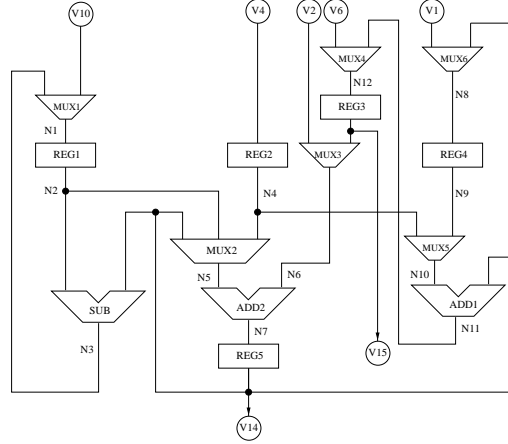 V10 V4 V2 V6 V1
MUX4 MUX6
N12 N8
MUX1 REG3
N1
REG1 REG2 MUX3 REG4
N2 N4 N9
MUX2 MUX5
N5 N6 N10
SUB ADD2 ADD1
N3 N7 N11
REG5 V15
V14